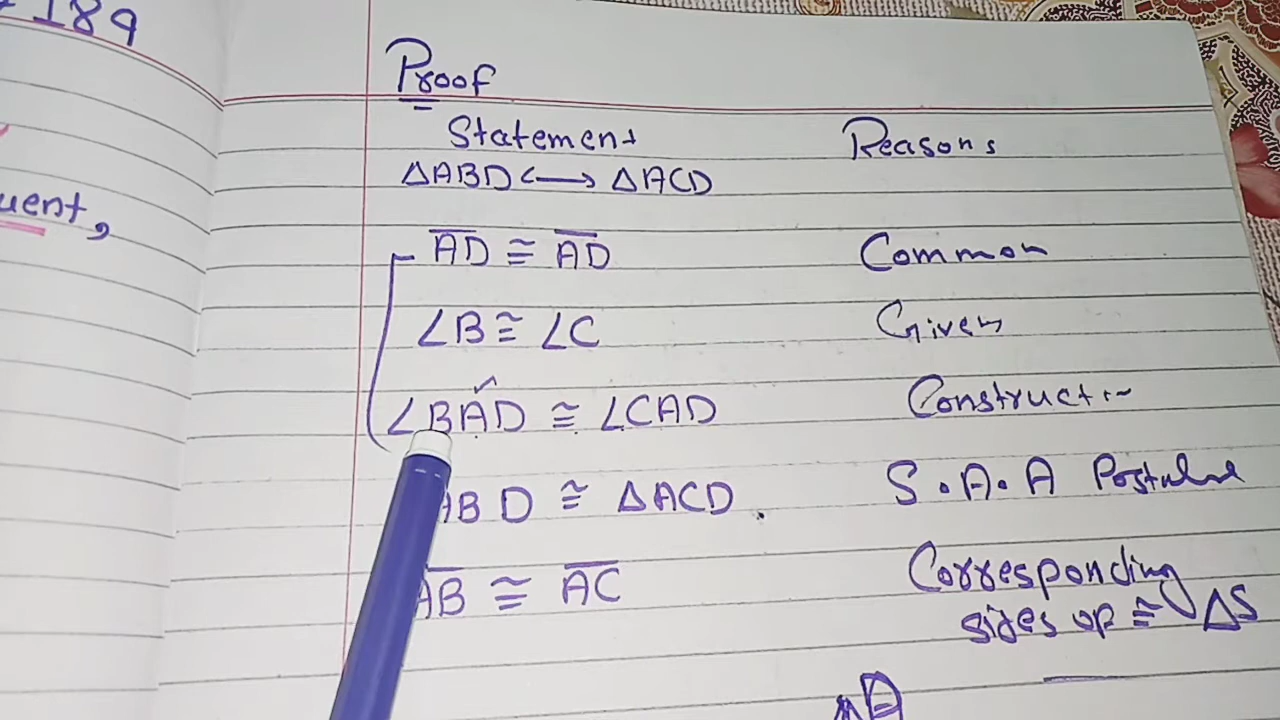 189
uent,
Proof
Statement Reasons
ΔABD ⟷ ΔACD
AD ≅ AD Common
∠B ≅ ∠C Given
∠BAD ≅ ∠CAD Construction
ABD ≅ ΔACD. S.A.A Postulate
AB ≅ AC Corresponding
sides of ≅ ΔS
A